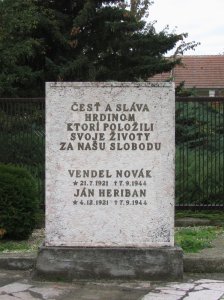 ČESŤ A SLÁVA
HRDINOM
KTORÍ POLOŽILI
SVOJE ŽIVOTY
ZA NAŠU SLOBODU
VENDEL NOVÁK
★ 21.7.1921 ✝ 7.9.1944
JÁN HERIBAN
★ 4.12.1921 ✝ 7.9.1944